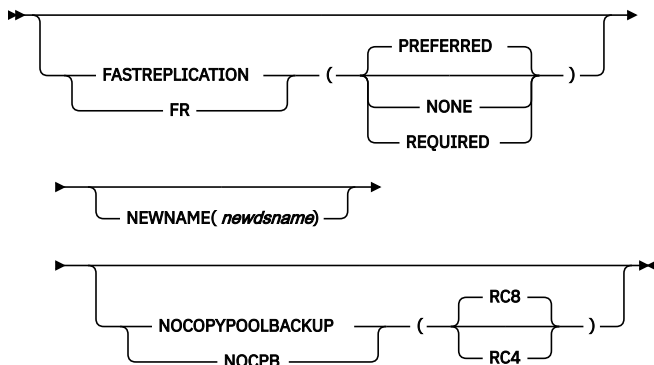 PREFERRED
FASTREPLICATION ( )
FR NONE
REQUIRED
NEWNAME( newdsname)
RC8
NOCOPYPOOLBACKUP ( )
NOCPB RC4